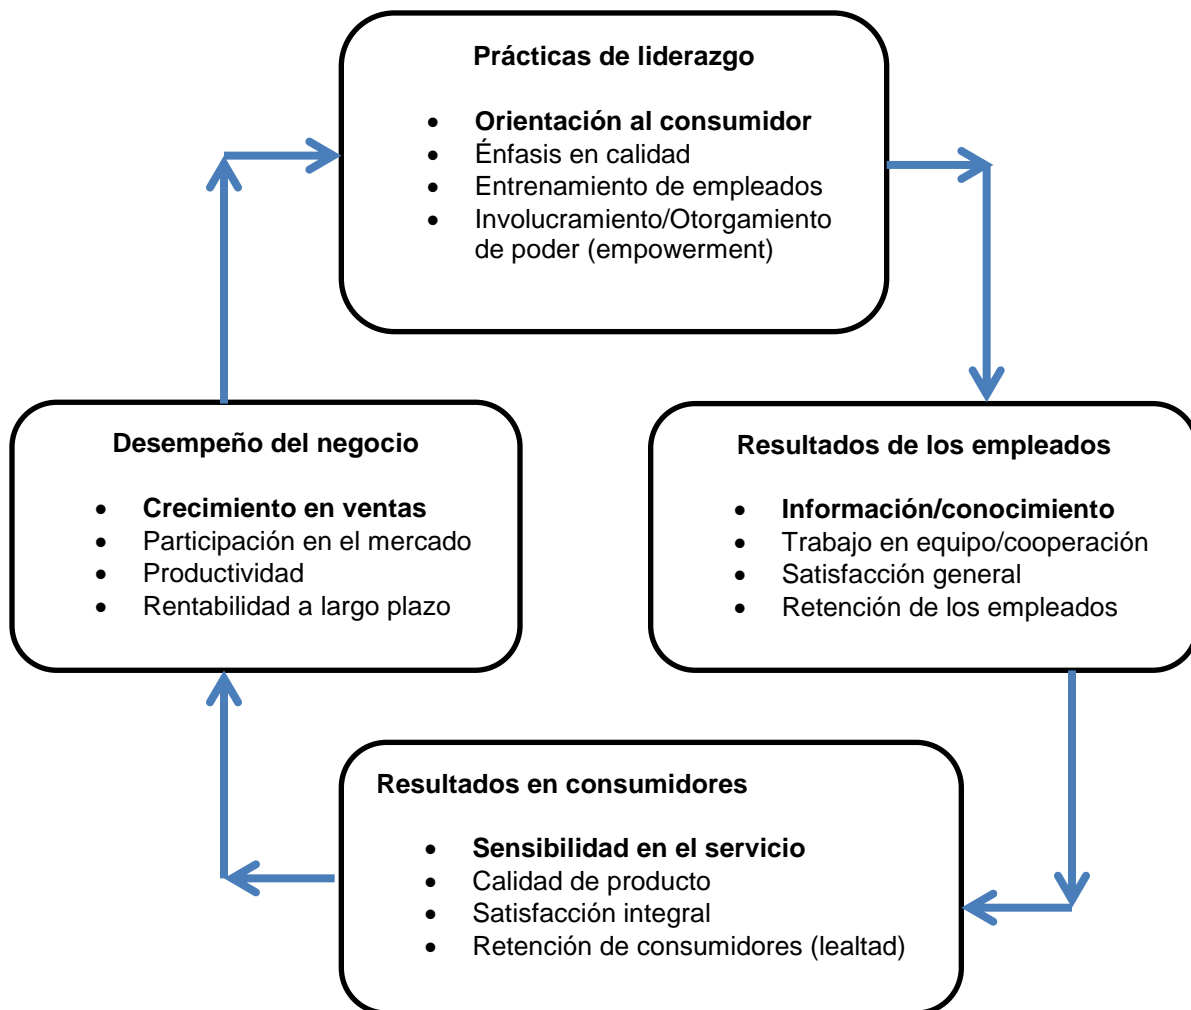 Prácticas de liderazgo
• Orientación al consumidor
• Énfasis en calidad
• Entrenamiento de empleados
• Involucramiento/Otorgamiento
de poder (empowerment)
Desempeño del negocio
• Crecimiento en ventas
• Participación en el mercado
• Productividad
• Rentabilidad a largo plazo
Resultados de los empleados
• Información/conocimiento
• Trabajo en equipo/cooperación
• Satisfacción general
• Retención de los empleados
Resultados en consumidores
• Sensibilidad en el servicio
• Calidad de producto
• Satisfacción integral
• Retención de consumidores (lealtad)